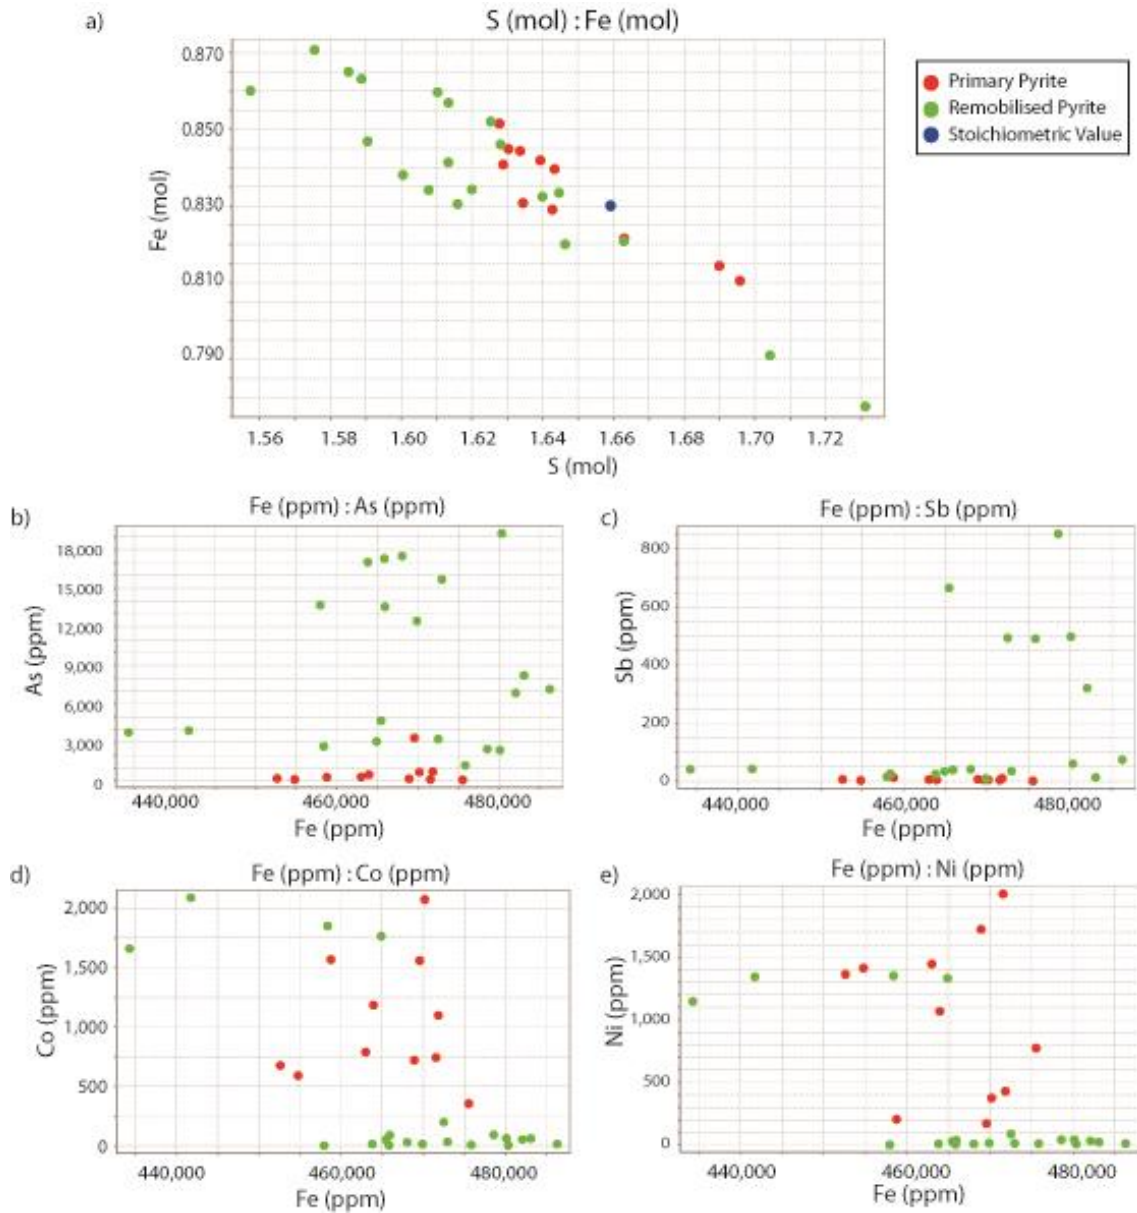 a)
S (mol) : Fe (mol)
0.870
0.850
0.830
0.810
0.790
Fe (mol)
1.56 1.58 1.60 1.62 1.64 1.66 1.68 1.70 1.72
S (mol)
Primary Pyrite
Remobilised Pyrite
Stoichiometric Value
b)
Fe (ppm) : As (ppm)
18,000
15,000
12,000
9,000
6,000
3,000
0
As (ppm)
440,000 460,000 480,000
Fe (ppm)
c)
Fe (ppm) : Sb (ppm)
800
600
400
200
0
Sb (ppm)
440,000 460,000 480,000
Fe (ppm)
d)
Fe (ppm) : Co (ppm)
2,000
1,500
1,000
500
0
Co (ppm)
440,000 460,000 480,000
Fe (ppm)
e)
Fe (ppm) : Ni (ppm)
2,000
1,500
1,000
500
0
Ni (ppm)
440,000 460,000 480,000
Fe (ppm)